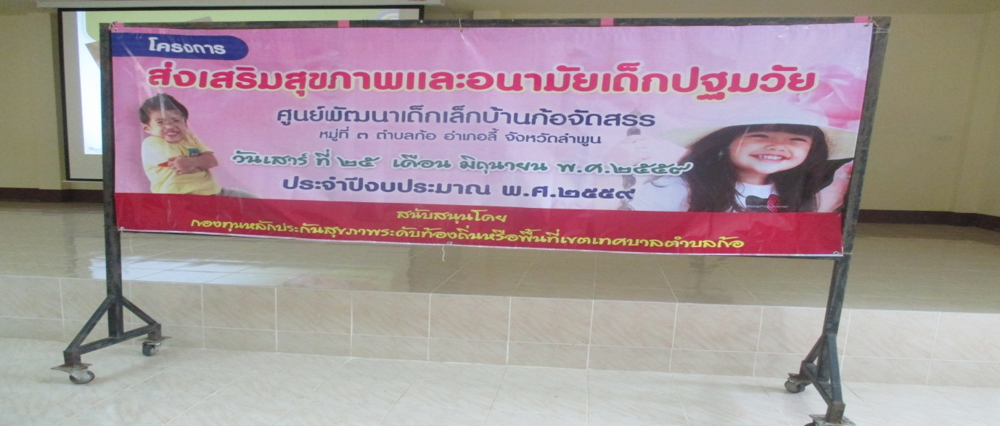 โครงการ
ส่งเสริมสุขภาพและอนามัยเด็กปฐมวัย
ศูนย์พัฒนาเด็กเล็กบ้านก้อจัดสรร
หมู่ที่ ๓ ตำบลก้อ อำเภอลี้ จังหวัดลำพูน
วันเสาร์ ที่ ๒๕ เดือน มิถุนายน พ.ศ.๒๕๕๙
ประจำปีงบประมาณ พ.ศ.๒๕๕๙
สนับสนุนโดย
กองทุนหลักประกันสุขภาพระดับท้องถิ่นหรือพื้นที่เขตเทศบาลตำบลก้อ